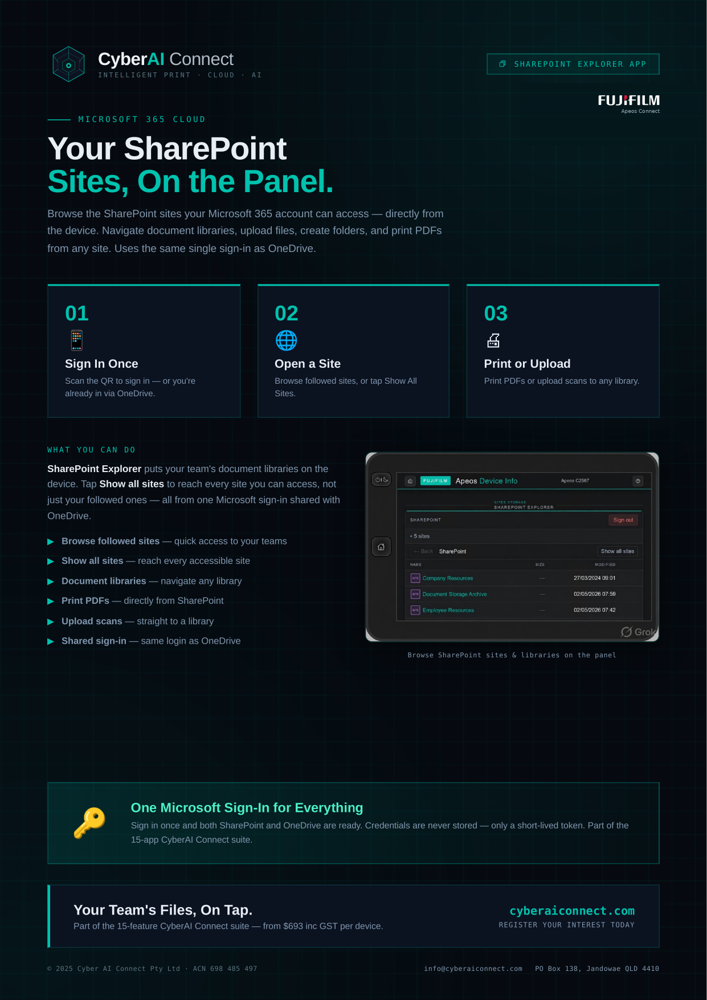 CyberAI Connect
INTELLIGENT PRINT · CLOUD · AI
SHAREPOINT EXPLORER APP
FUJIFILM
Apeos Connect
MICROSOFT 365 CLOUD
Your SharePoint
Sites, On the Panel.
Browse the SharePoint sites your Microsoft 365 account can access — directly from
the device. Navigate document libraries, upload files, create folders, and print PDFs
from any site. Uses the same single sign-in as OneDrive.
01
Sign In Once
Scan the QR to sign in — or you're
already in via OneDrive.
02
Open a Site
Browse followed sites, or tap Show All
Sites.
03
Print or Upload
Print PDFs or upload scans to any library.
WHAT YOU CAN DO
SharePoint Explorer puts your team's document libraries on the
device. Tap Show all sites to reach every site you can access, not
just your followed ones — all from one Microsoft sign-in shared with
OneDrive.
▶ Browse followed sites — quick access to your teams
▶ Show all sites — reach every accessible site
▶ Document libraries — navigate any library
▶ Print PDFs — directly from SharePoint
▶ Upload scans — straight to a library
▶ Shared sign-in — same login as OneDrive
FUJIFILM Apeos Device Info Apeos C2567
SITES STORAGE
SHAREPOINT EXPLORER
SHAREPOINT Sign out
• 5 sites
← Back SharePoint Show all sites
NAME SIZE MODIFIED
SITE Company Resources — 27/03/2024 09:01
SITE Document Storage Archive — 02/05/2026 07:59
SITE Employee Resources — 02/05/2026 07:42
Grok
Browse SharePoint sites & libraries on the panel
One Microsoft Sign-In for Everything
Sign in once and both SharePoint and OneDrive are ready. Credentials are never stored — only a short-lived token. Part of the
15-app CyberAI Connect suite.
Your Team's Files, On Tap.
Part of the 15-feature CyberAI Connect suite — from $693 inc GST per device.
cyberaiconnect.com
REGISTER YOUR INTEREST TODAY
© 2025 Cyber AI Connect Pty Ltd · ACN 698 485 497
info@cyberaiconnect.com PO Box 138, Jandowae QLD 4410